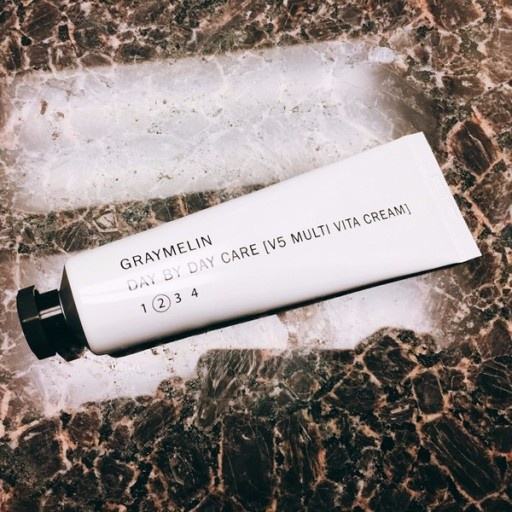 GRAYMELIN
DAY BY DAY CARE [V5 MULTI VITA CREAM]
1 2 3 4